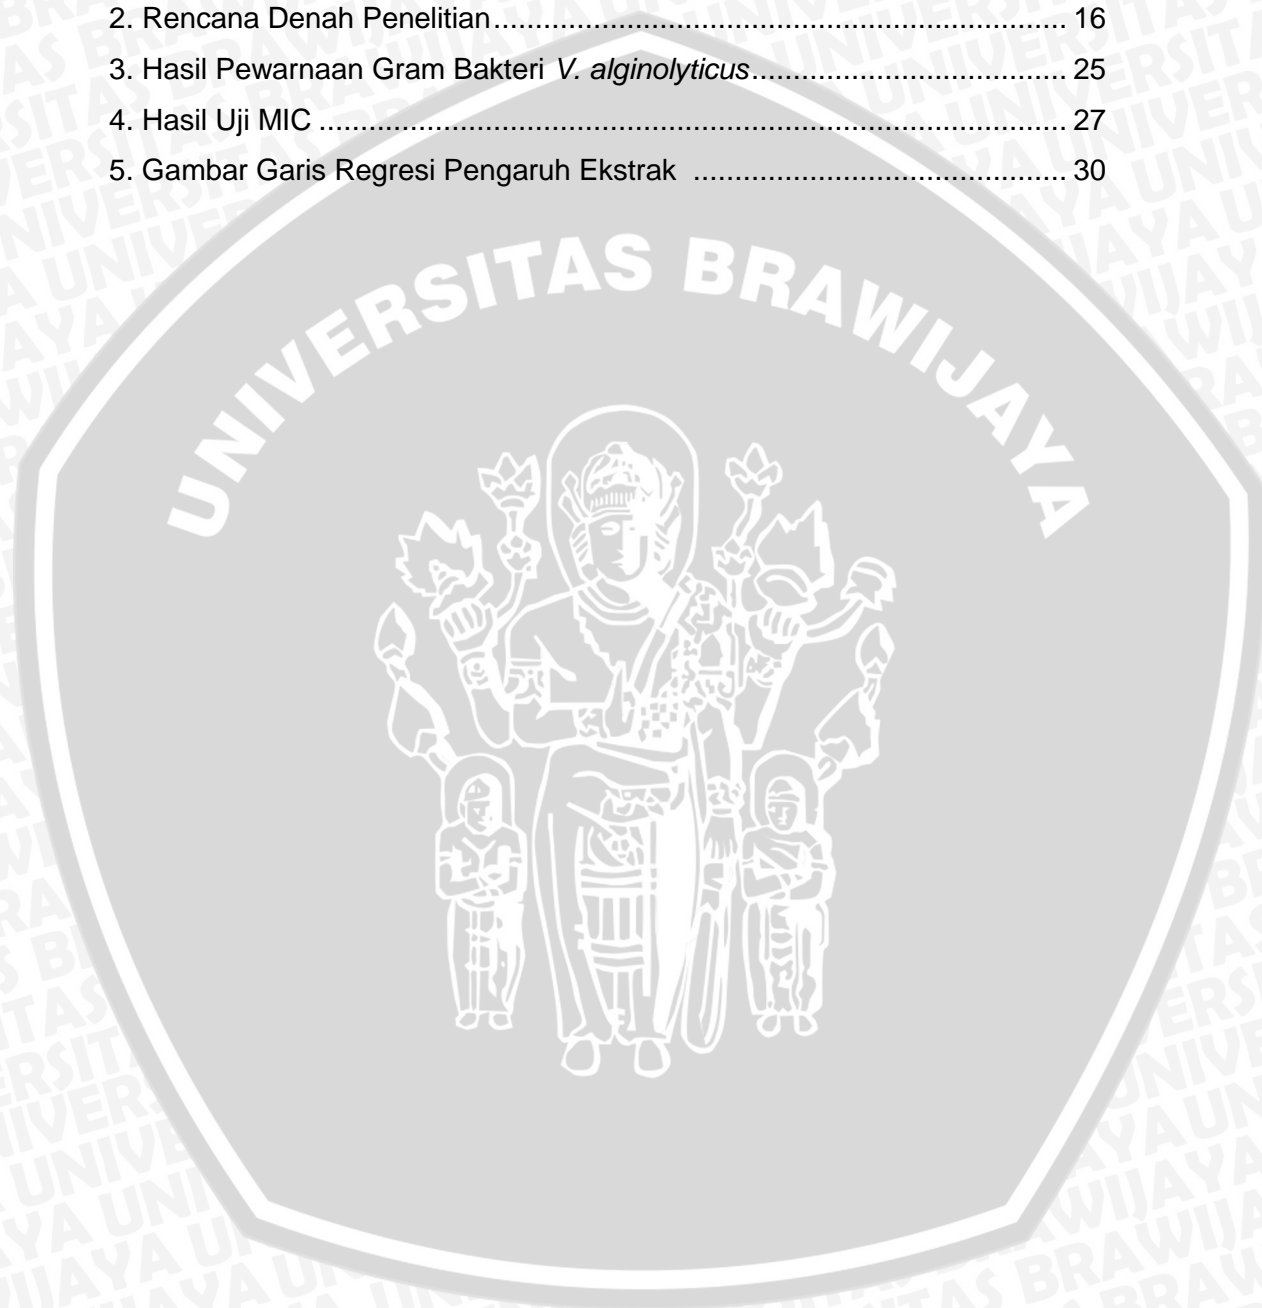 2. Rencana Denah Penelitian........................................................................ 16
3. Hasil Pewarnaan Gram Bakteri V. alginolyticus....................................... 25
4. Hasil Uji MIC ............................................................................................. 27
5. Gambar Garis Regresi Pengaruh Ekstrak .............................................. 30
UNIVERSITAS BRAWIJAYA